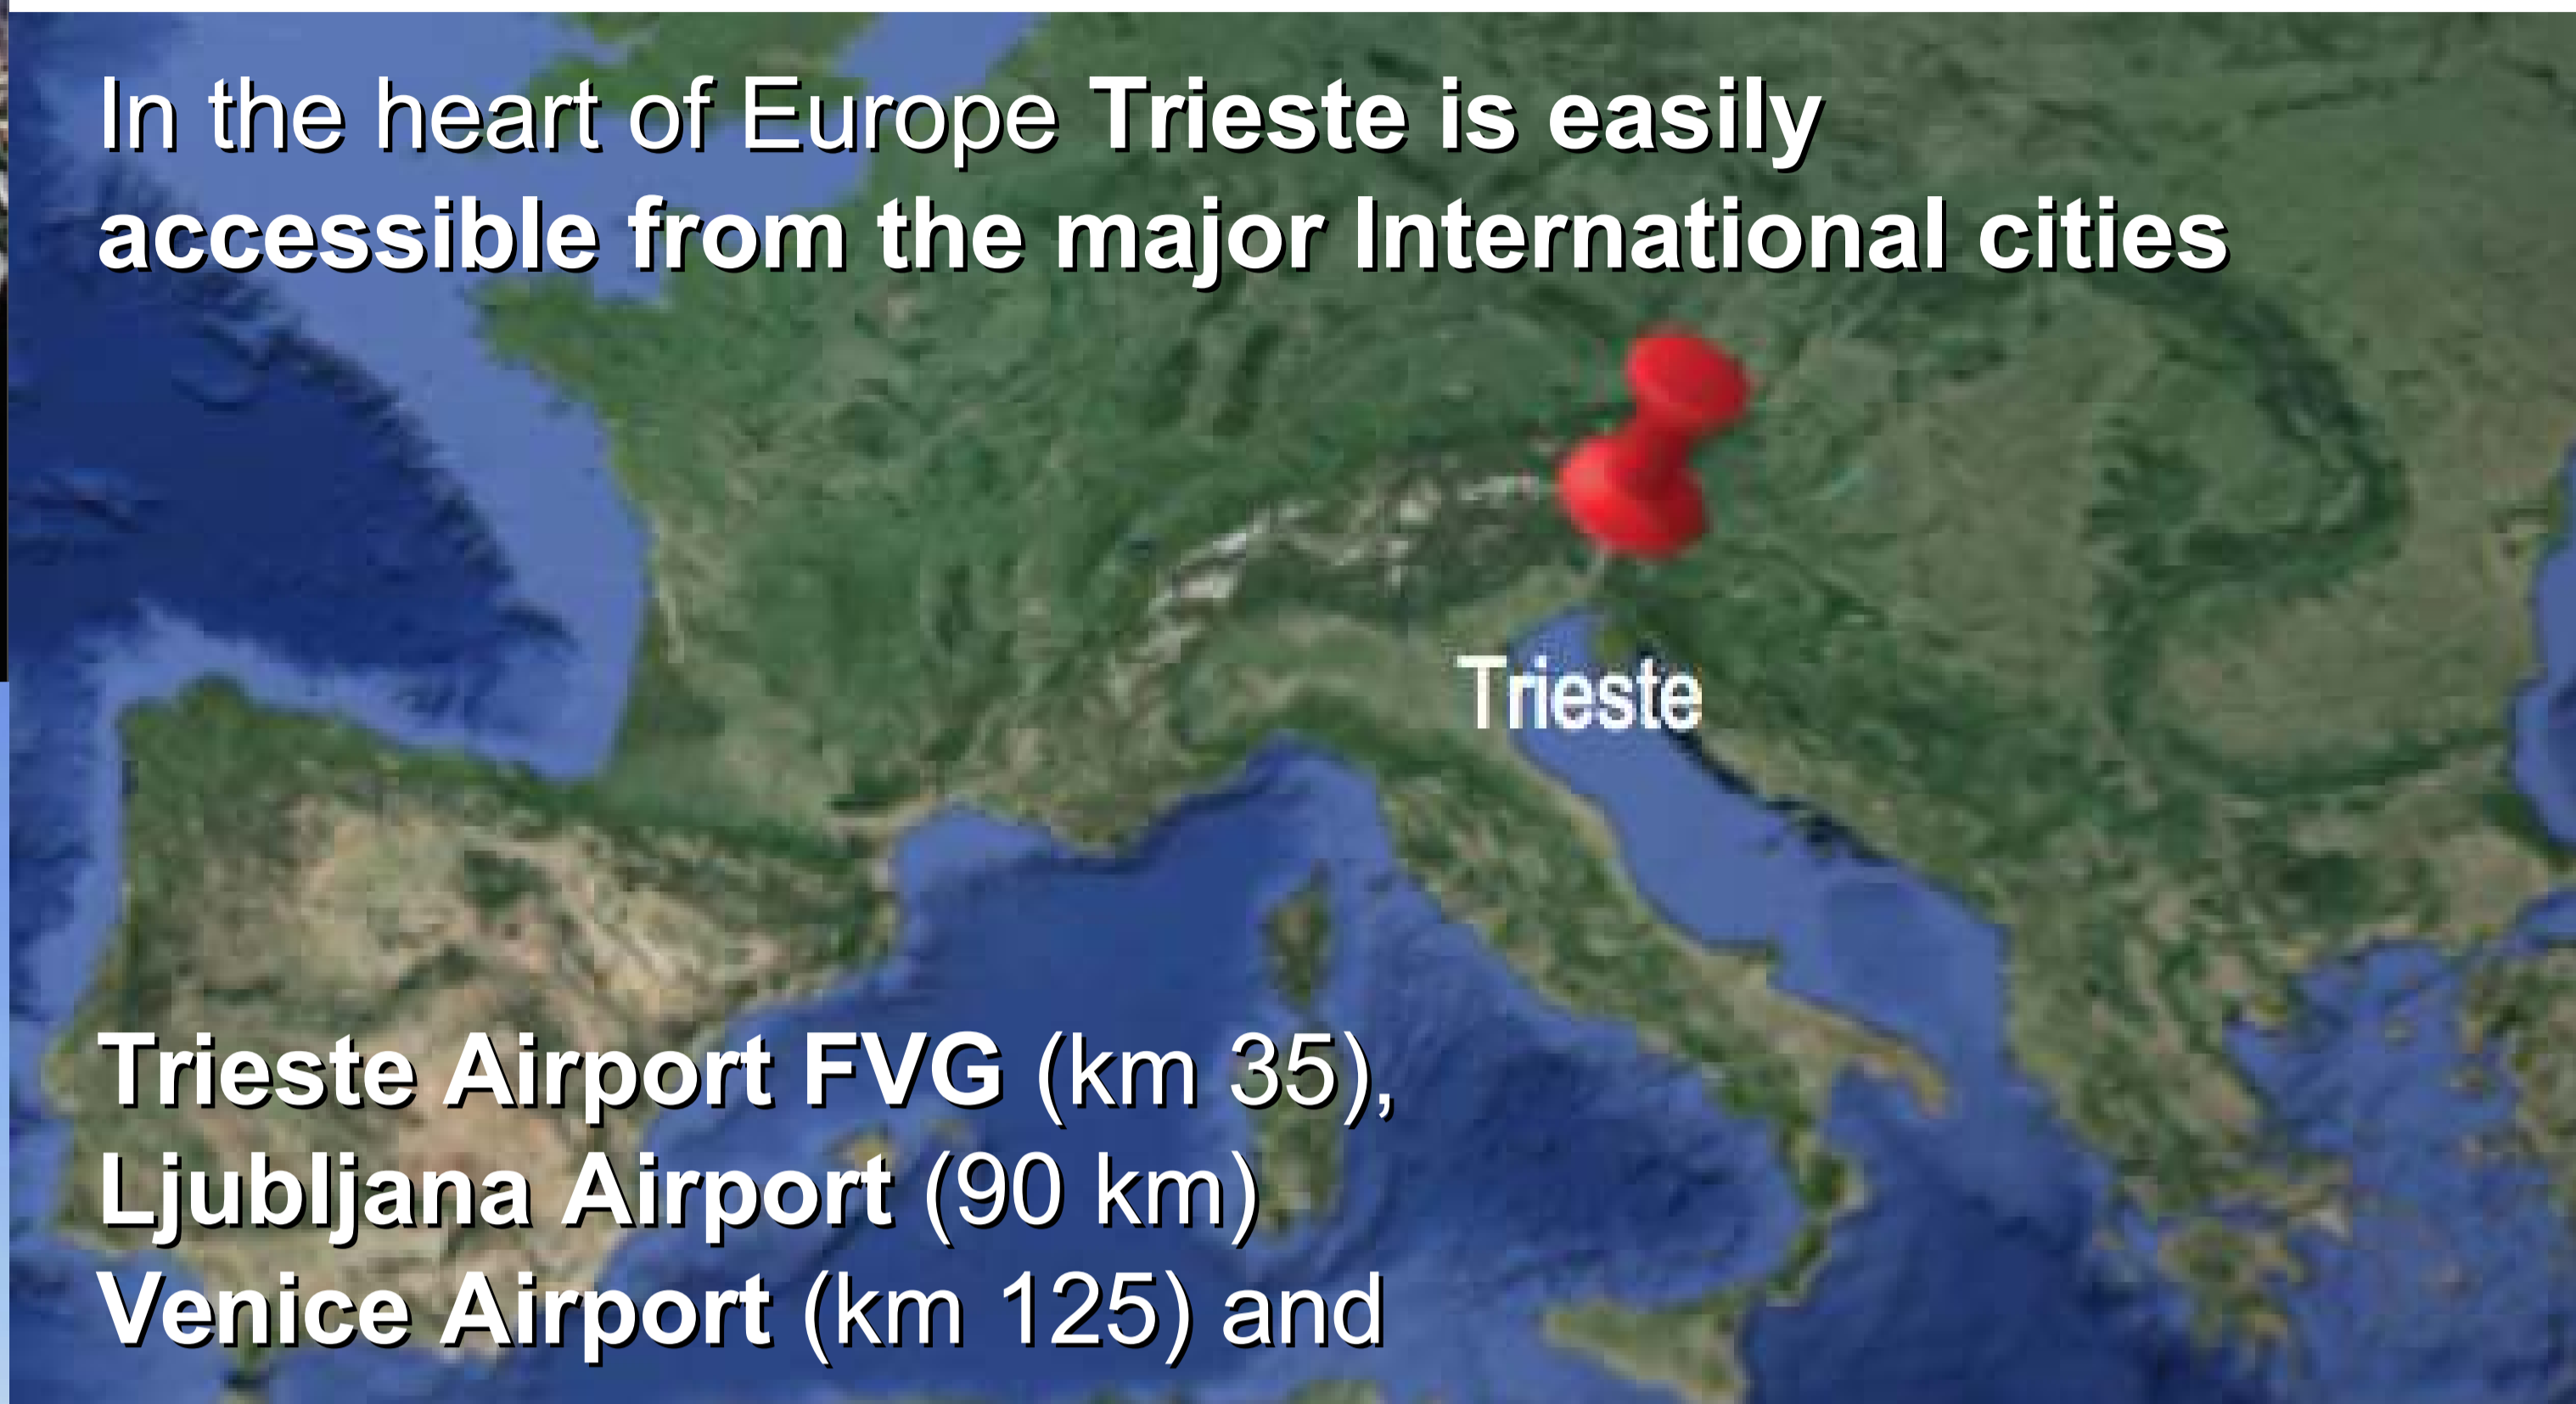 In the heart of Europe Trieste is easily
accessible from the major International cities
Trieste
Trieste Airport FVG (km 35),
Ljubljana Airport (90 km)
Venice Airport (km 125) and